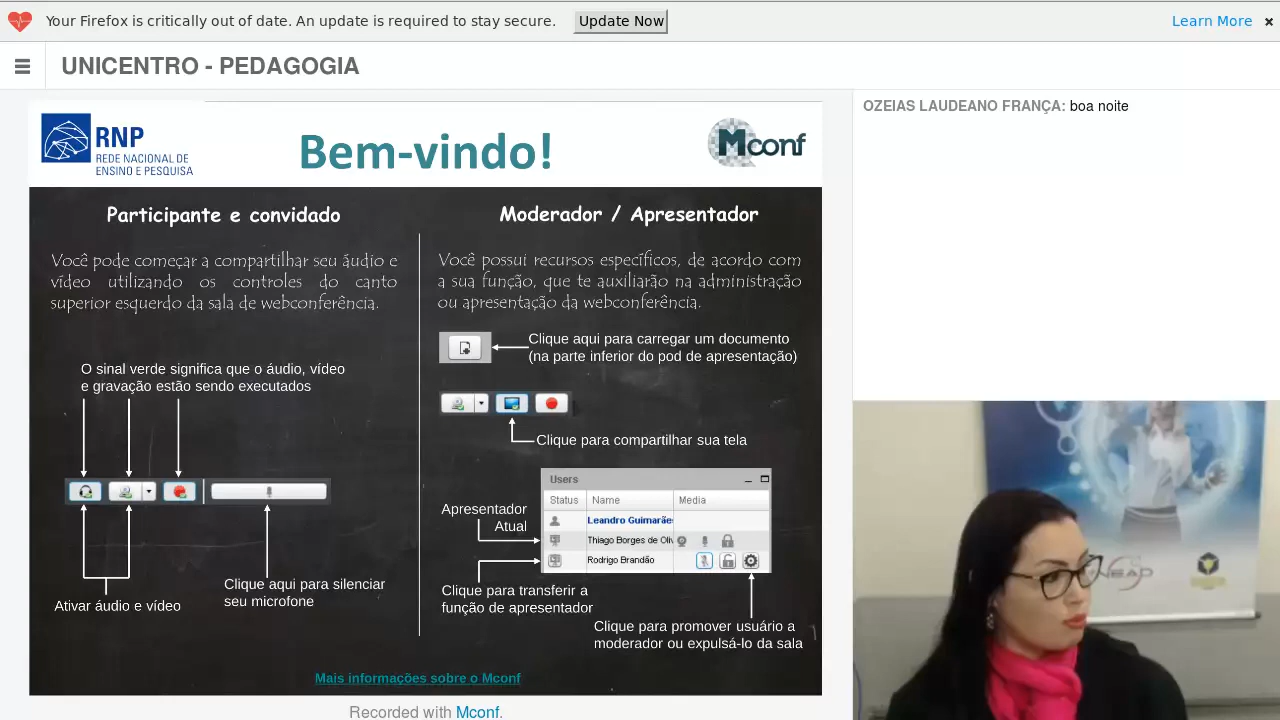 Your Firefox is critically out of date. An update is required to stay secure. Update Now Learn More ×
UNICENTRO - PEDAGOGIA
OZEIAS LAUDEANO FRANÇA: boa noite
RNP
REDE NACIONAL DE
ENSINO E PESQUISA
Bem-vindo!
Mconf
Participante e convidado
Você pode começar a compartilhar seu áudio e
vídeo utilizando os controles do canto
superior esquerdo da sala de webconferência.
O sinal verde significa que o áudio, vídeo
e gravação estão sendo executados
Ativar áudio e vídeo
Clique aqui para silenciar
seu microfone
Moderador / Apresentador
Você possui recursos específicos, de acordo com
a sua função, que te auxiliarão na administração
ou apresentação da webconferência.
Clique aqui para carregar um documento
(na parte inferior do pod de apresentação)
Clique para compartilhar sua tela
Users
Status Name Media
Leandro Guimarães
Thiago Borges de Oliv
Rodrigo Brandão
Apresentador
Atual
Clique para transferir a
função de apresentador
Clique para promover usuário a
moderador ou expulsá-lo da sala
Mais informações sobre o Mconf
Recorded with Mconf.